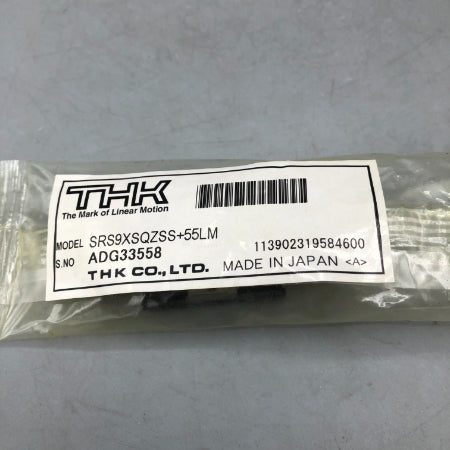 THK
The Mark of Linear Motion
MODEL SRS9XSQZSS+55LM
113902319584600
S.NO ADG33558
THK CO., LTD. MADE IN JAPAN <A>